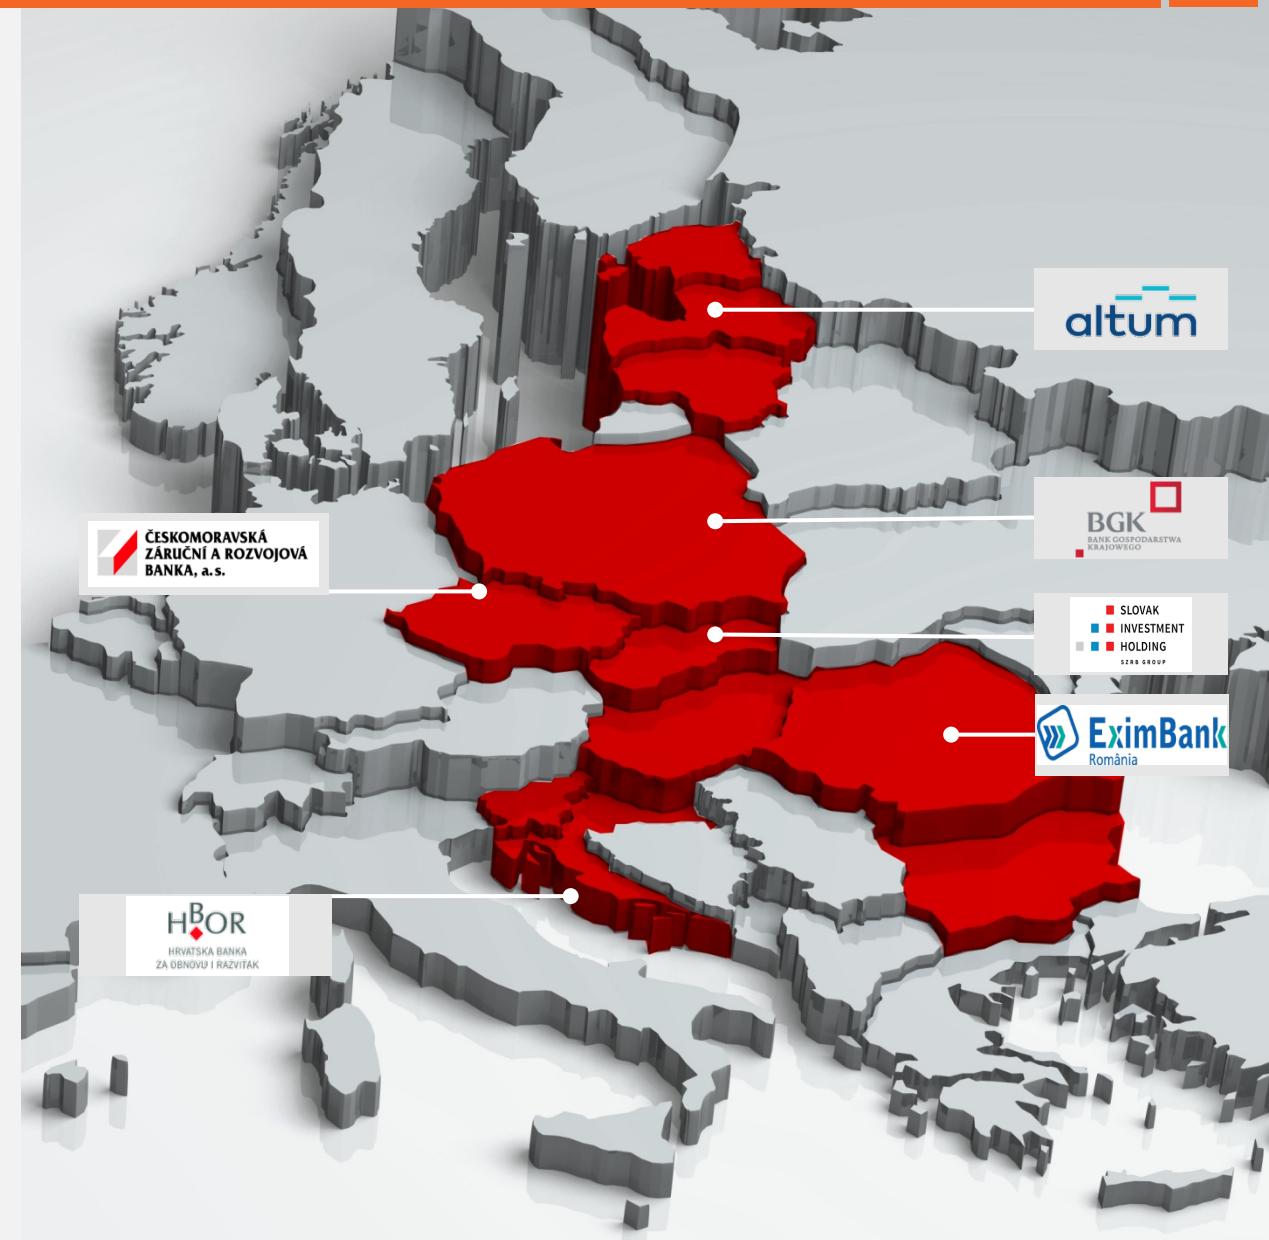 altum
BGK
BANK GOSPODARSTWA
KRAJOWEGO
ČESKOMORAVSKÁ
ZÁRUČNÍ A ROZVOJOVÁ
BANKA, a.s.
SLOVAK
INVESTMENT
HOLDING
SZRB GROUP
EximBank
România
HBOR
HRVATSKA BANKA
ZA OBNOVU I RAZVITAK